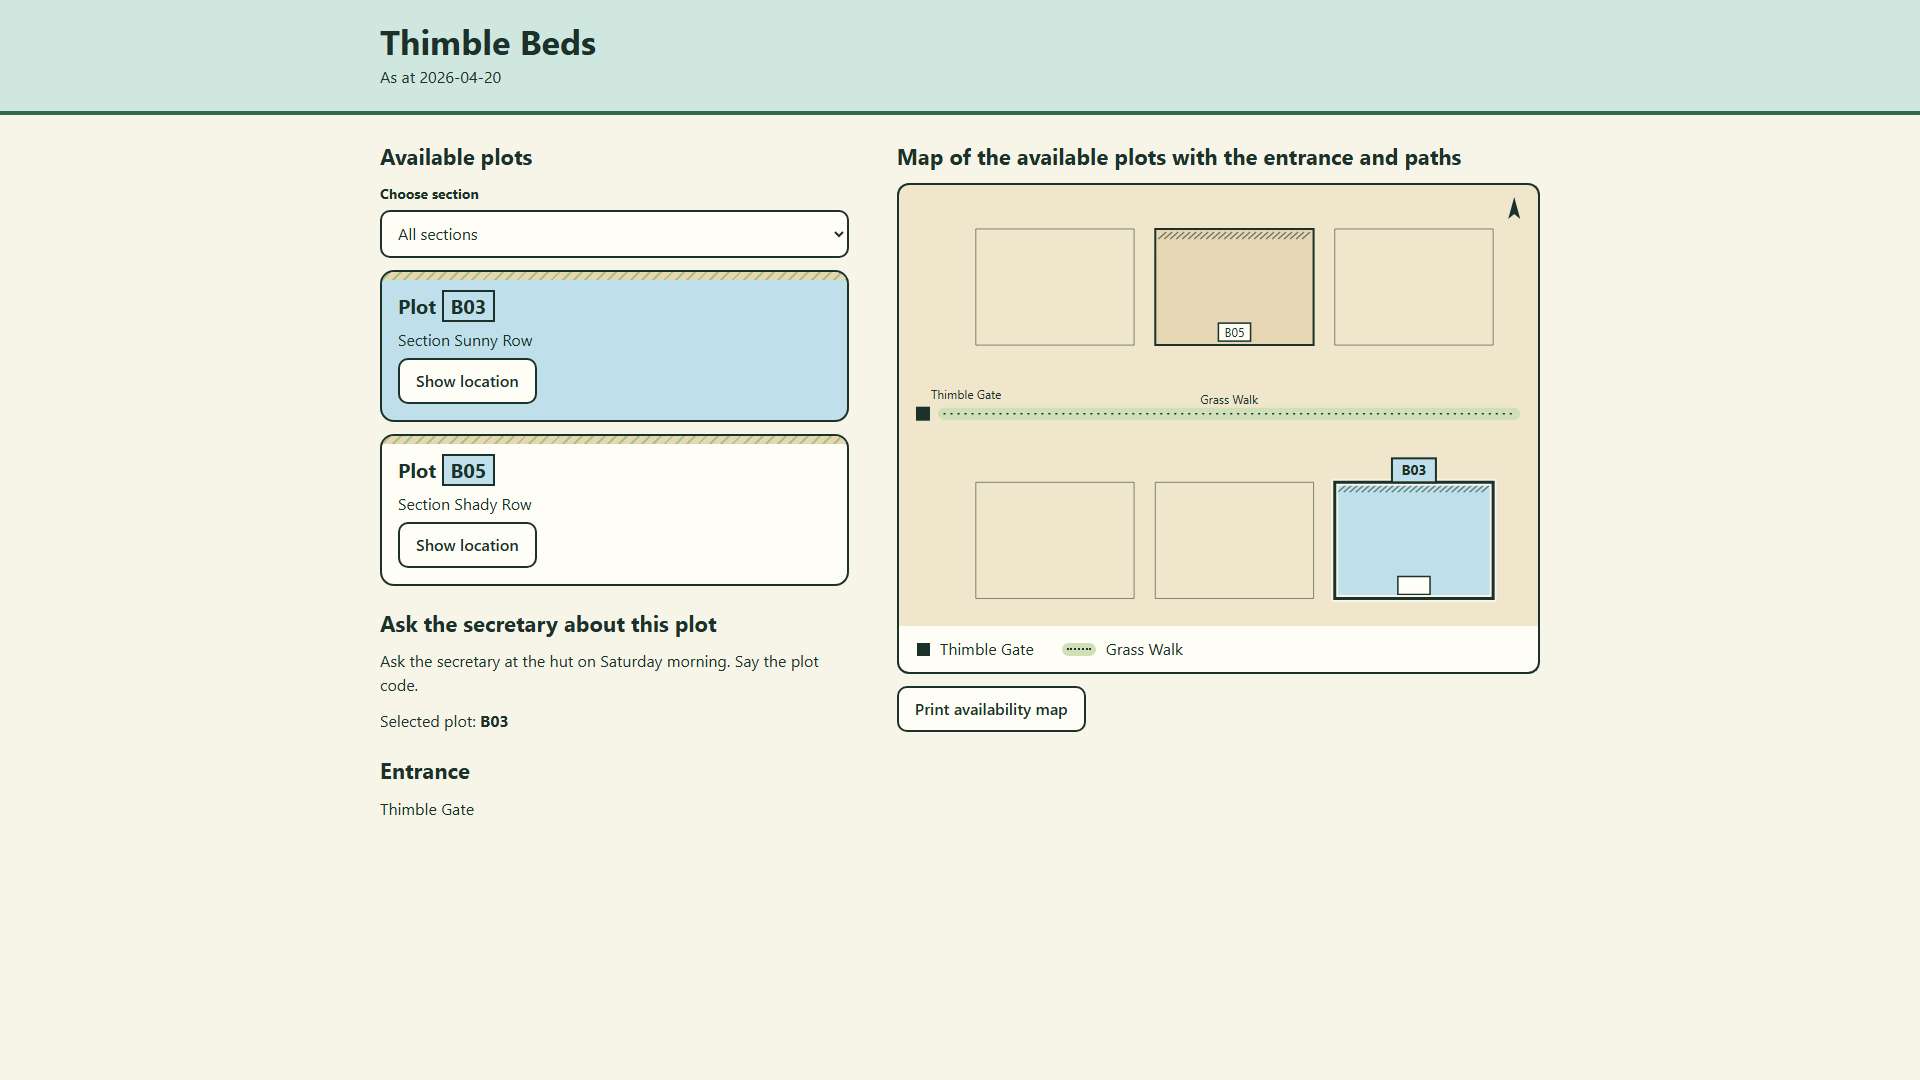 Thimble Beds
As at 2026-04-20
Available plots
Choose section
All sections
Plot B03
Section Sunny Row
Show location
Plot B05
Section Shady Row
Show location
Ask the secretary about this plot
Ask the secretary at the hut on Saturday morning. Say the plot
code.
Selected plot: B03
Entrance
Thimble Gate
Map of the available plots with the entrance and paths
B05
Thimble Gate
Grass Walk
B03
Thimble Gate
Grass Walk
Print availability map